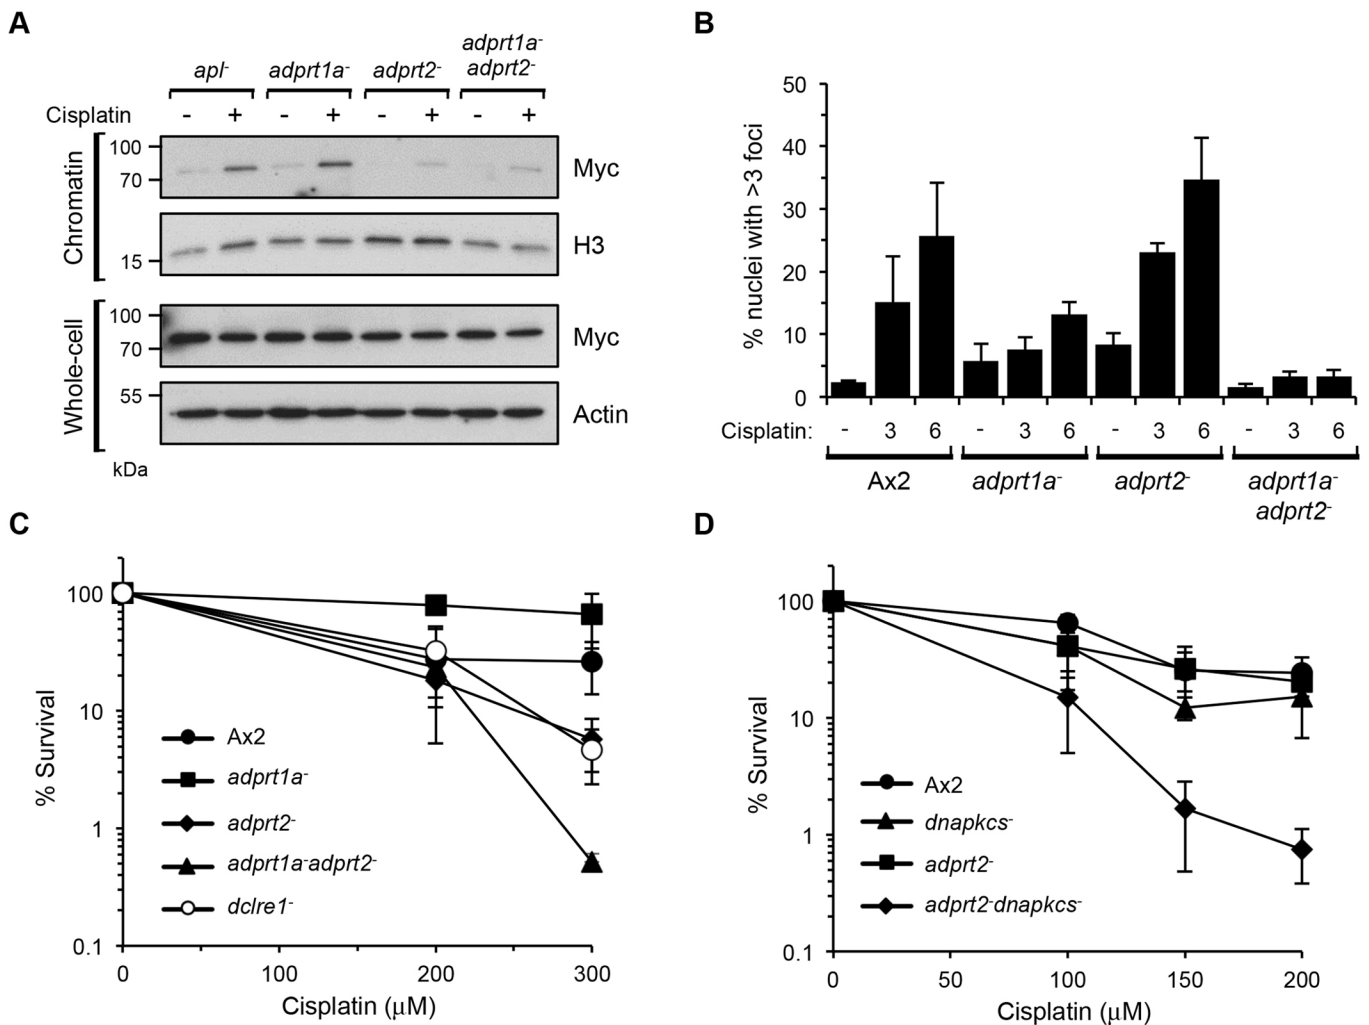 A
apl-
adprt1a-
adprt2-
adprt1a-
adprt2-
Cisplatin - + - + - + - +
Chromatin
100
70
Myc
15
H3
Whole-cell
100
70
Myc
55
Actin
kDa
B
% nuclei with >3 foci
50
40
30
20
10
0
Cisplatin: - 3 6 - 3 6 - 3 6 - 3 6
Ax2
adprt1a-
adprt2-
adprt1a-
adprt2-
C
% Survival
100
10
1
0.1
Ax2
adprt1a-
adprt2-
adprt1a-adprt2-
dclre1-
0 100 200 300
Cisplatin (μM)
D
% Survival
100
10
1
0.1
Ax2
dnapkcs-
adprt2-
adprt2-dnapkcs-
0 50 100 150 200
Cisplatin (μM)